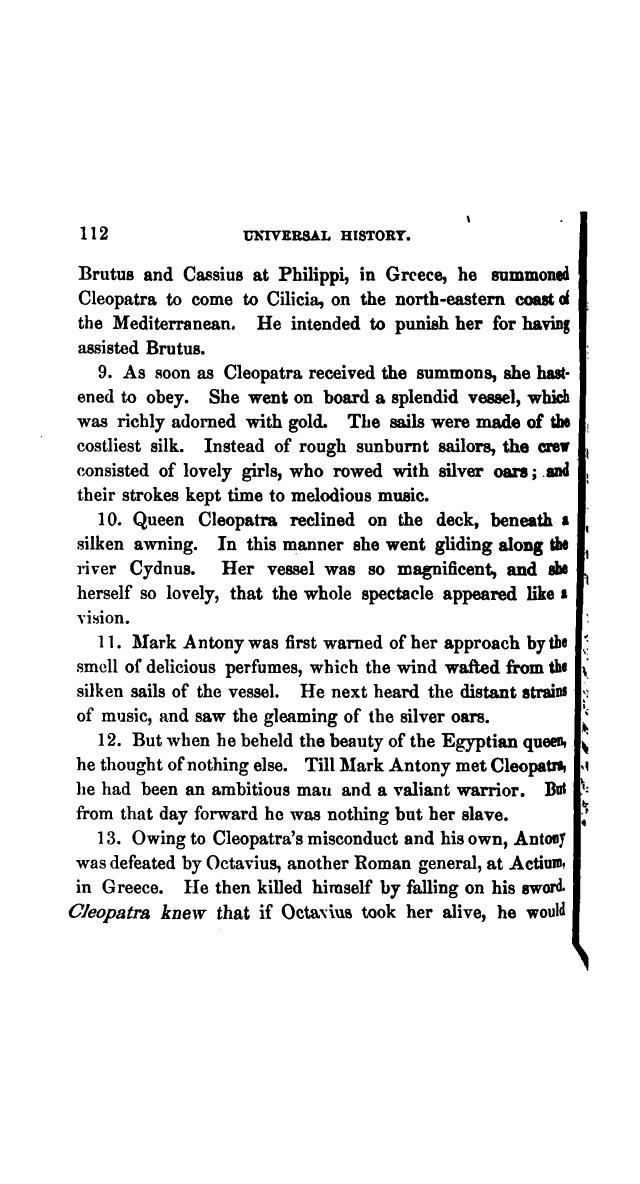 112 UNIVERSAL HISTORY.
Brutus and Cassius at Philippi, in Greece, he summoned
Cleopatra to come to Cilicia, on the north-eastern coast of
the Mediterranean. He intended to punish her for having
assisted Brutus.
9. As soon as Cleopatra received the summons, she hast-
ened to obey. She went on board a splendid vessel, which
was richly adorned with gold. The sails were made of the
costliest silk. Instead of rough sunburnt sailors, the crew
consisted of lovely girls, who rowed with silver oars; and
their strokes kept time to melodious music.
10. Queen Cleopatra reclined on the deck, beneath a
silken awning. In this manner she went gliding along the
river Cydnus. Her vessel was so magnificent, and she
herself so lovely, that the whole spectacle appeared like a
vision.
11. Mark Antony was first warned of her approach by the
smell of delicious perfumes, which the wind wafted from the
silken sails of the vessel. He next heard the distant strains
of music, and saw the gleaming of the silver oars.
12. But when he beheld the beauty of the Egyptian queen,
he thought of nothing else. Till Mark Antony met Cleopatra,
he had been an ambitious man and a valiant warrior. But
from that day forward he was nothing but her slave.
13. Owing to Cleopatra's misconduct and his own, Antony
was defeated by Octavius, another Roman general, at Actium,
in Greece. He then killed himself by falling on his sword.
Cleopatra knew that if Octavius took her alive, he would